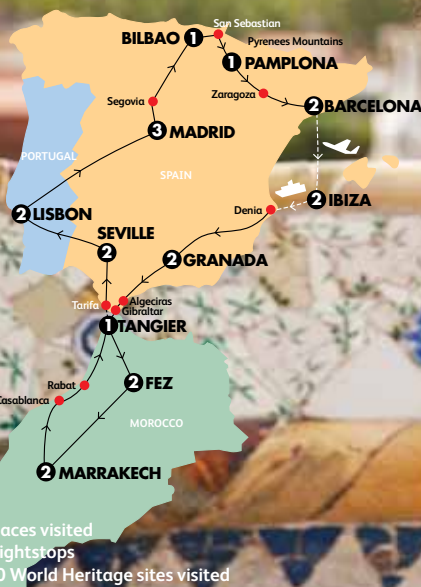 San Sebastian
BILBAO 1
Pyrenees Mountains
1 PAMPLONA
Zaragoza
Segovia
2 BARCELONA
3 MADRID
PORTUGAL
SPAIN
2 IBIZA
Denia
2 LISBON
SEVILLE
2
2 GRANADA
Algeciras
Tarifa
Gibraltar
1 TANGIER
2 FEZ
Rabat
MOROCCO
2 MARRAKECH
visited
World Heritage sites visited